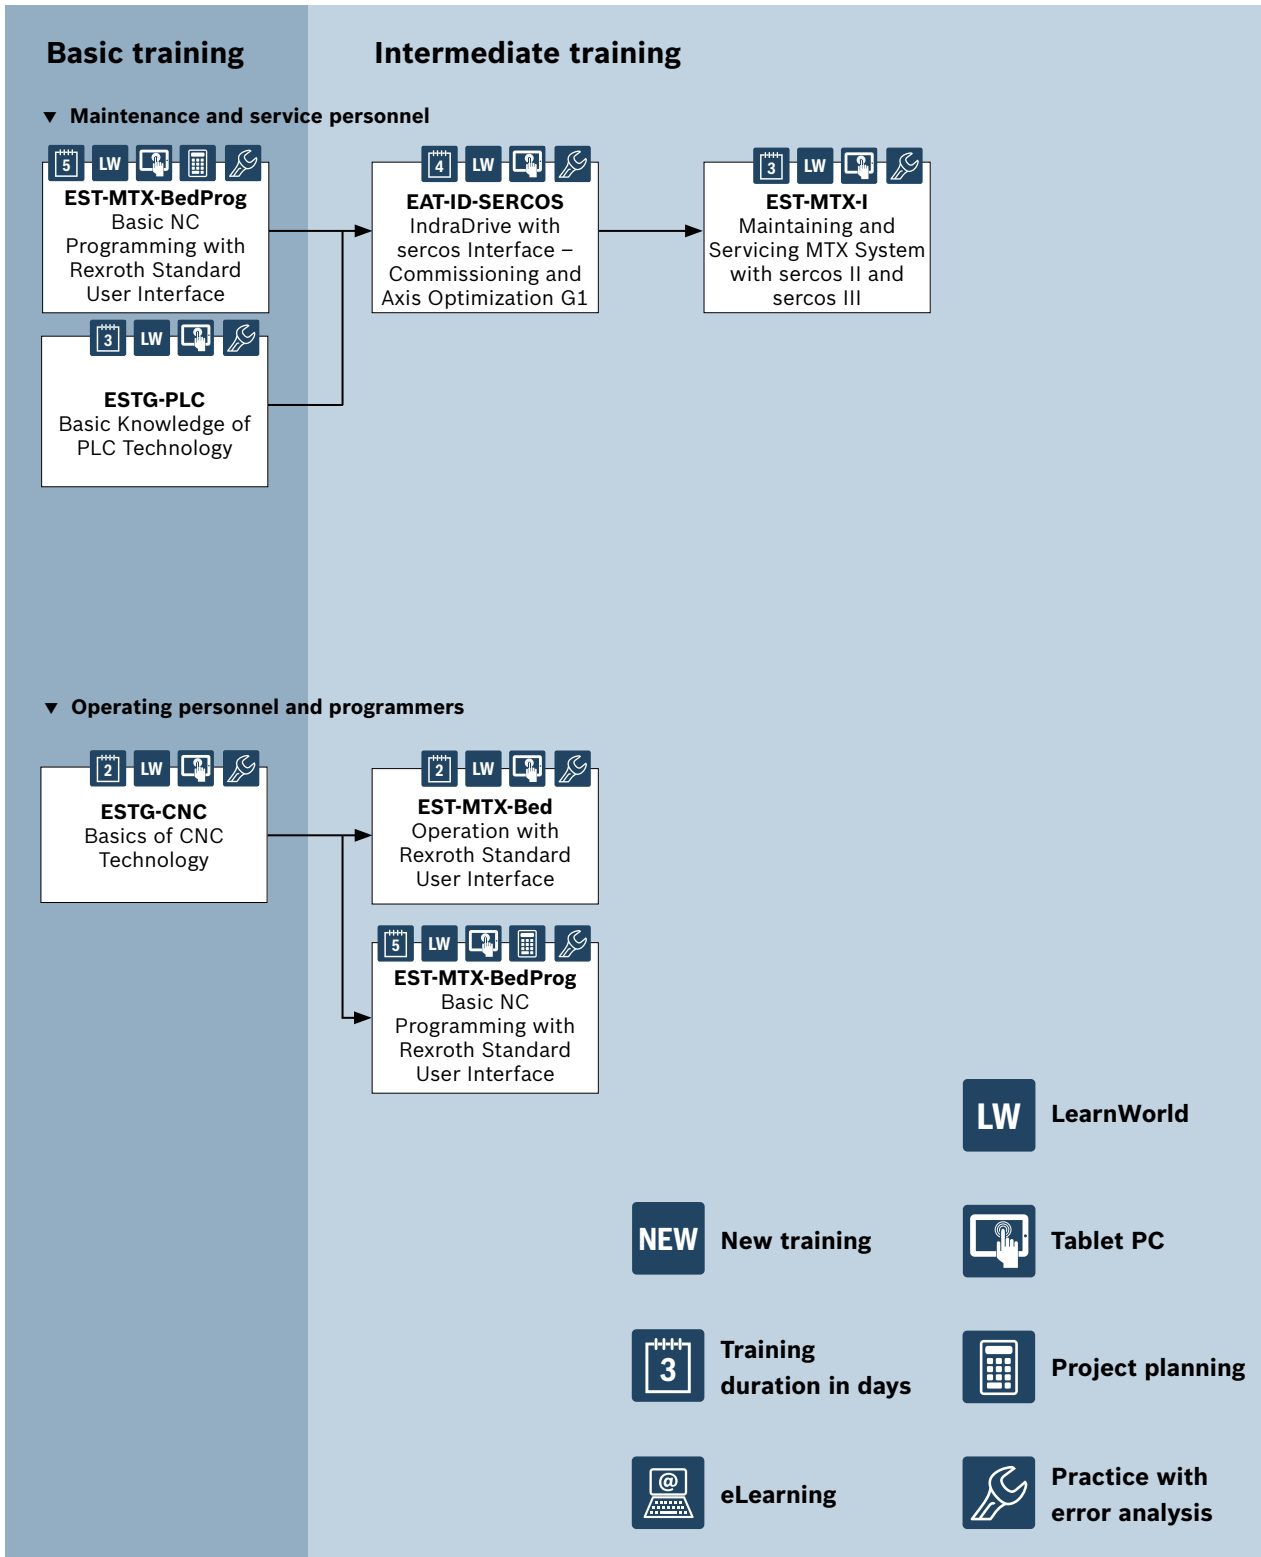 Basic training
Intermediate training
▼ Maintenance and service personnel
5 LW
EST-MTX-BedProg
Basic NC
Programming with
Rexroth Standard
User Interface
4 LW
EAT-ID-SERCOS
IndraDrive with
sercos Interface –
Commissioning and
Axis Optimization G1
3 LW
EST-MTX-I
Maintaining and
Servicing MTX System
with sercos II and
sercos III
3 LW
ESTG-PLC
Basic Knowledge of
PLC Technology
▼ Operating personnel and programmers
2 LW
ESTG-CNC
Basics of CNC
Technology
2 LW
EST-MTX-Bed
Operation with
Rexroth Standard
User Interface
5 LW
EST-MTX-BedProg
Basic NC
Programming with
Rexroth Standard
User Interface
LW LearnWorld
NEW New training
Tablet PC
3 Training
duration in days
Project planning
@ eLearning
Practice with
error analysis